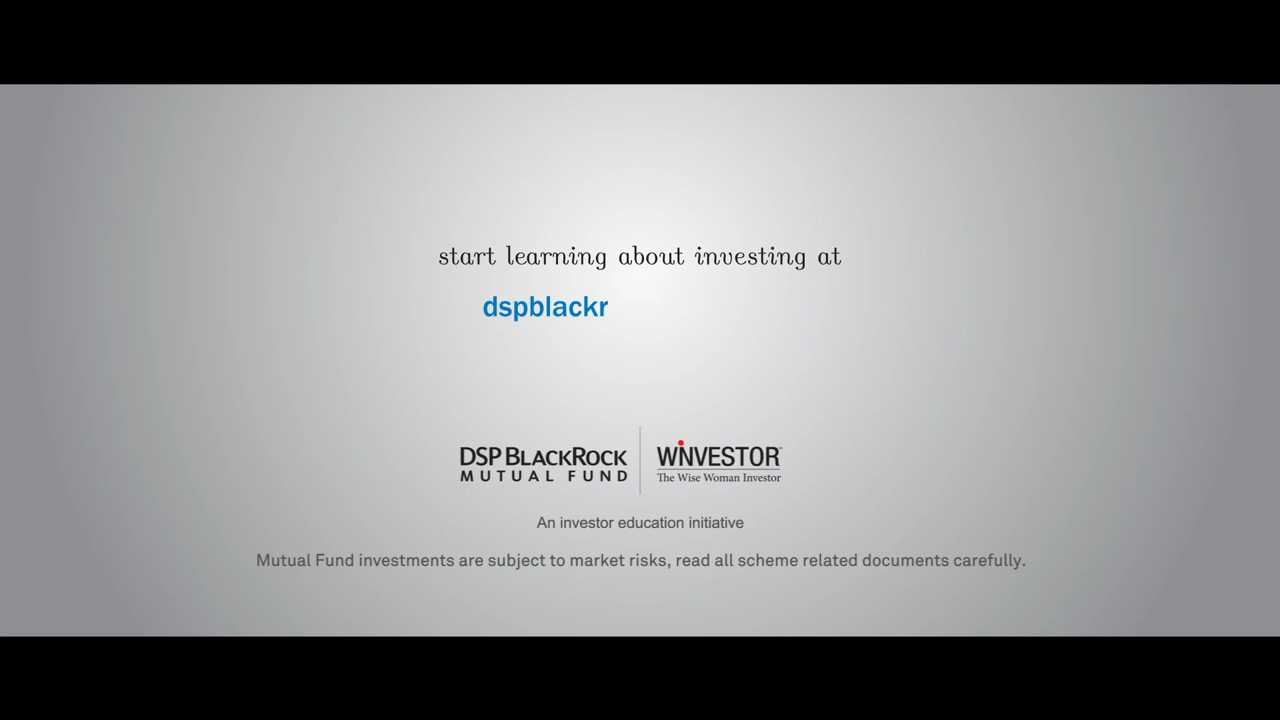 start learning about investing at
dspblackr
DSP BLACKROCK
MUTUAL FUND
WINVESTOR™
The Wise Woman Investor
An investor education initiative
Mutual Fund investments are subject to market risks, read all scheme related documents carefully.